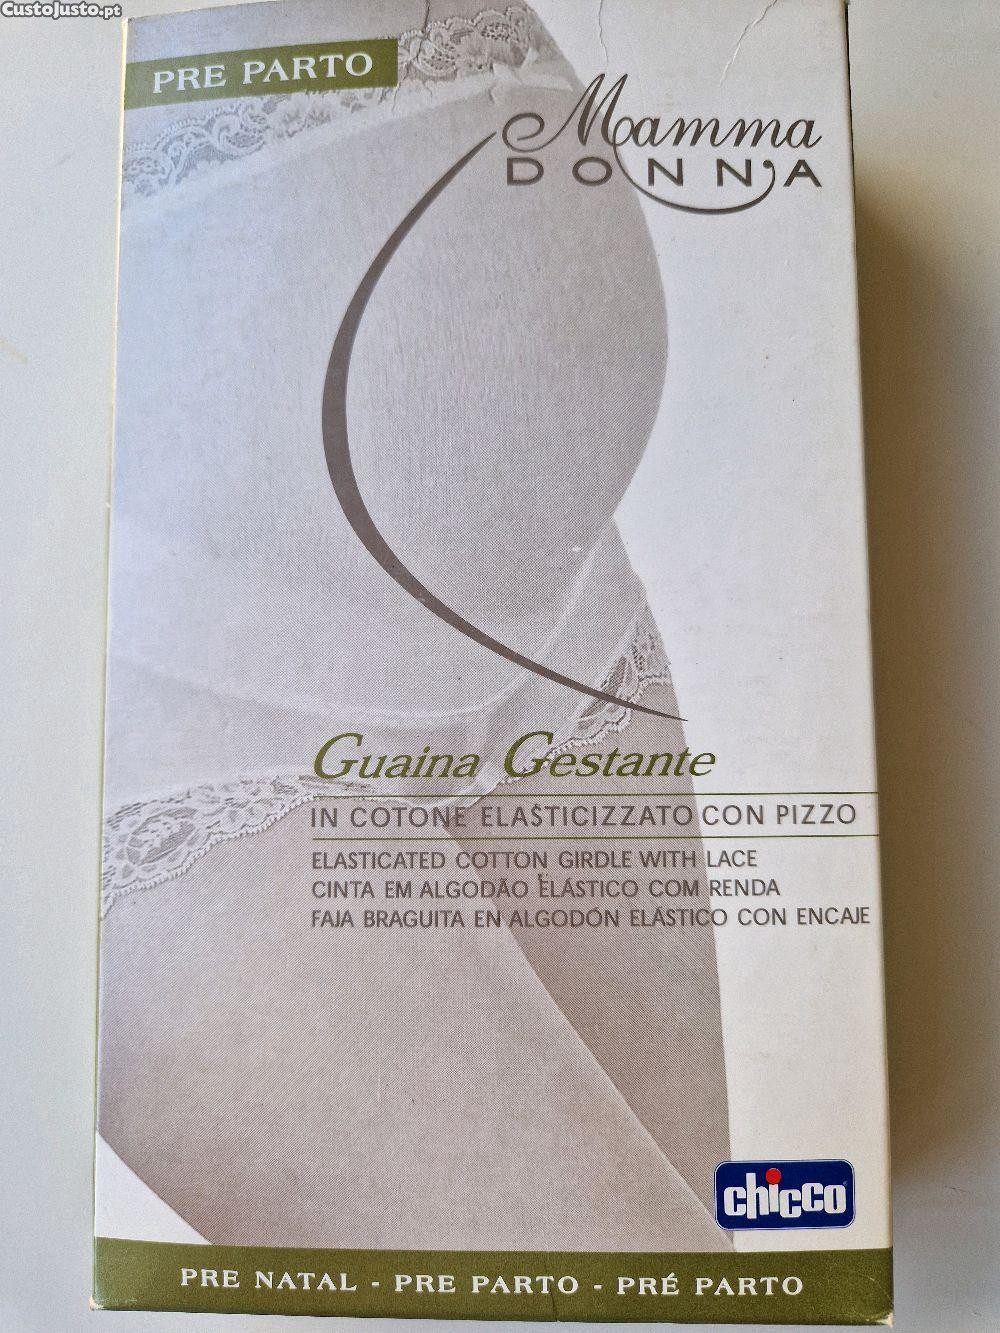 CustoJusto.pt
PRE PARTO
Mamma
DONNA
Guaina Gestante
IN COTONE ELASTICIZZATO CON PIZZO
ELASTICATED COTTON GIRDLE WITH LACE
CINTA EM ALGODÃO ELÁSTICO COM RENDA
FAJA BRAGUITA EN ALGODÓN ELÁSTICO CON ENCAJE
chicco
PRE NATAL - PRE PARTO - PRÉ PARTO